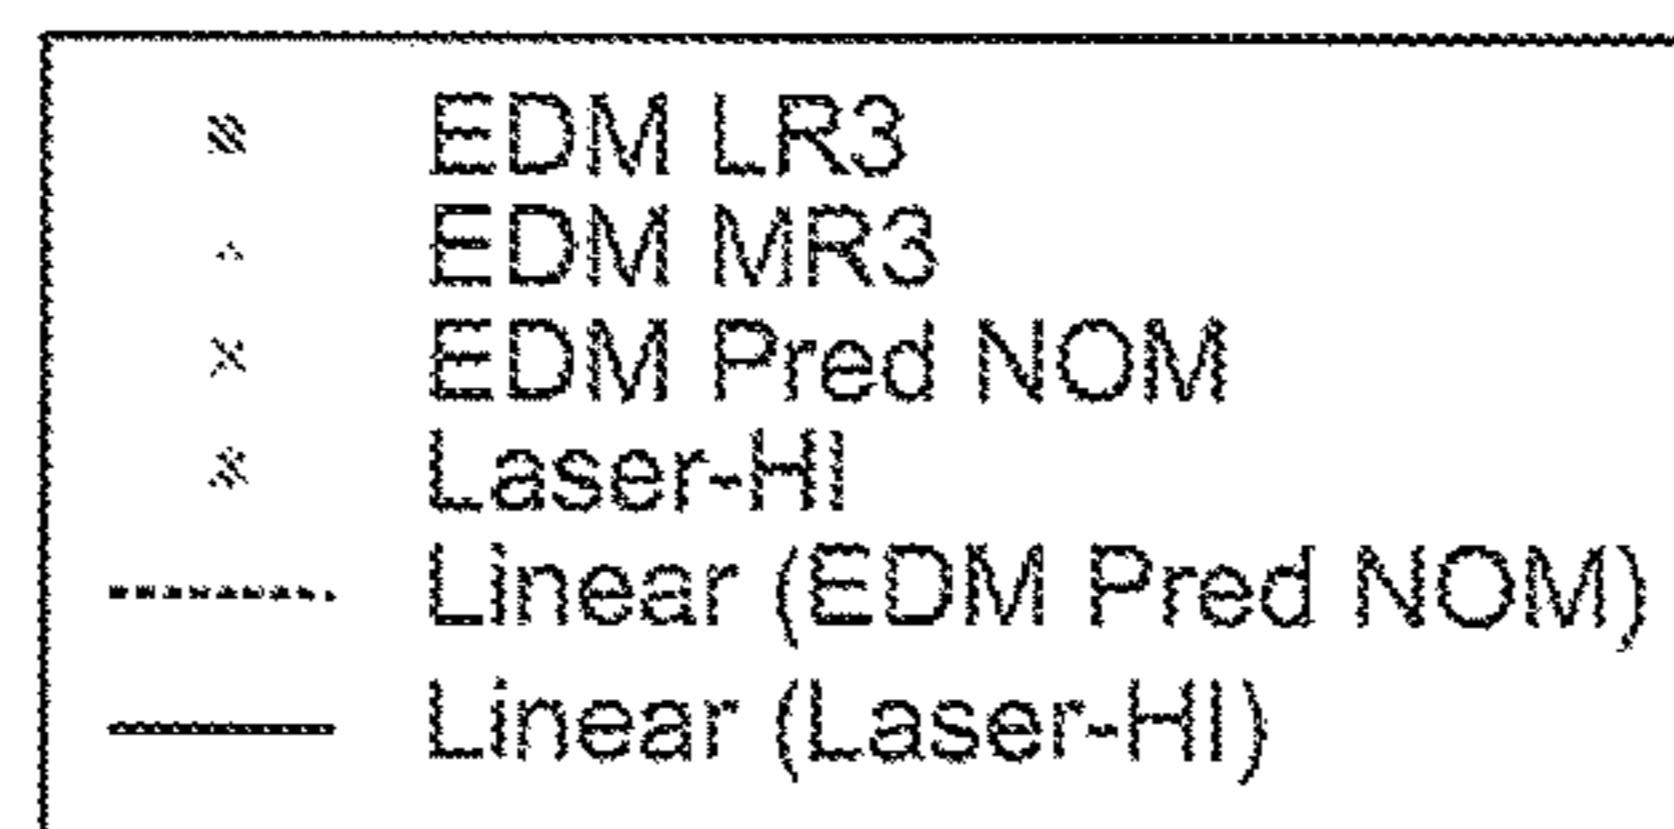 EDM LR3
EDM MR3
EDM Pred NOM
Laser-HI
Linear (EDM Pred NOM)
Linear (Laser-HI)